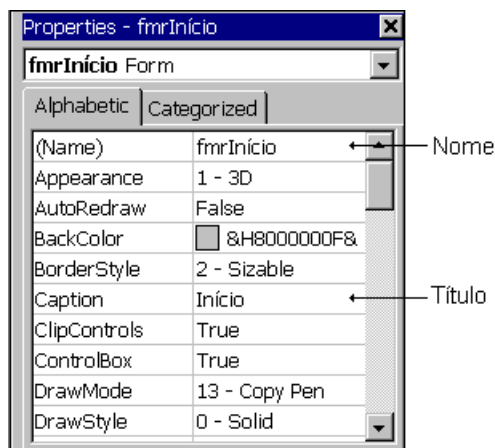 Properties - fmrInício
fmrInício Form
Alphabetic Categorized
(Name) fmrInício Nome
Appearance 1 - 3D
AutoRedraw False
BackColor &H8000000F&
BorderStyle 2 - Sizable
Caption Início Título
ClipControls True
ControlBox True
DrawMode 13 - Copy Pen
DrawStyle 0 - Solid